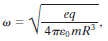 ω = √(eq / 4πε₀mR³),